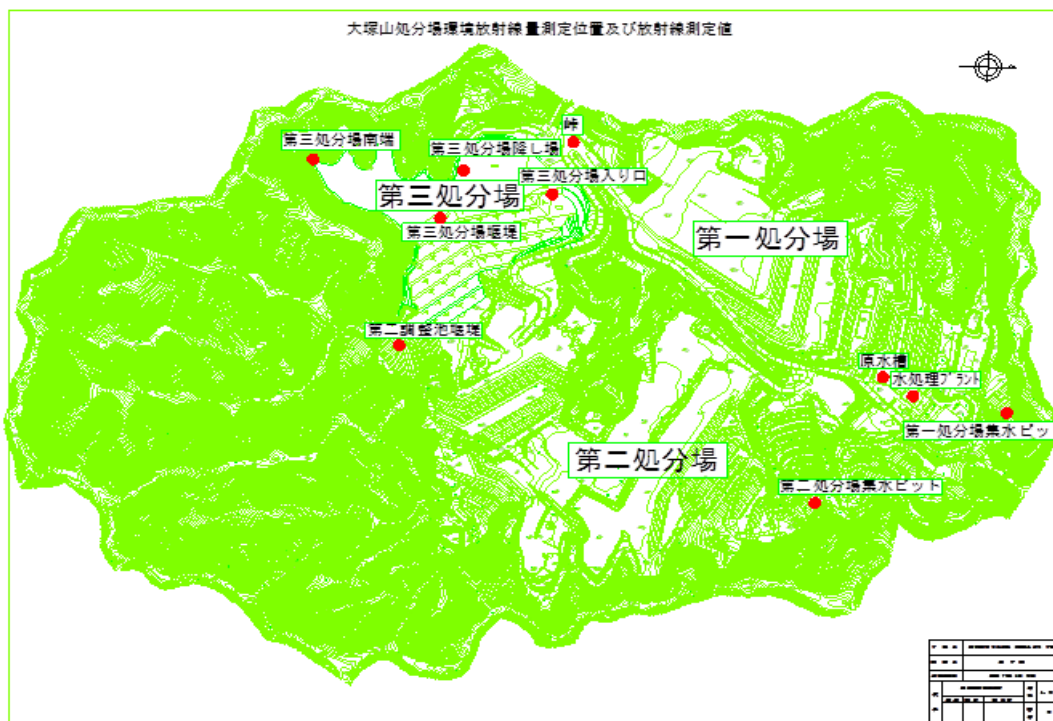 大塚山処分場環境放射線量測定位置及び放射線測定値
峠
第三処分場南端
第三処分場降し場
第三処分場入り口
第三処分場
第三処分場堰堤
第一処分場
第二調整池堰堤
原水槽
水処理プラント
第一処分場集水ピッ
第二処分場
第二処分場集水ピット